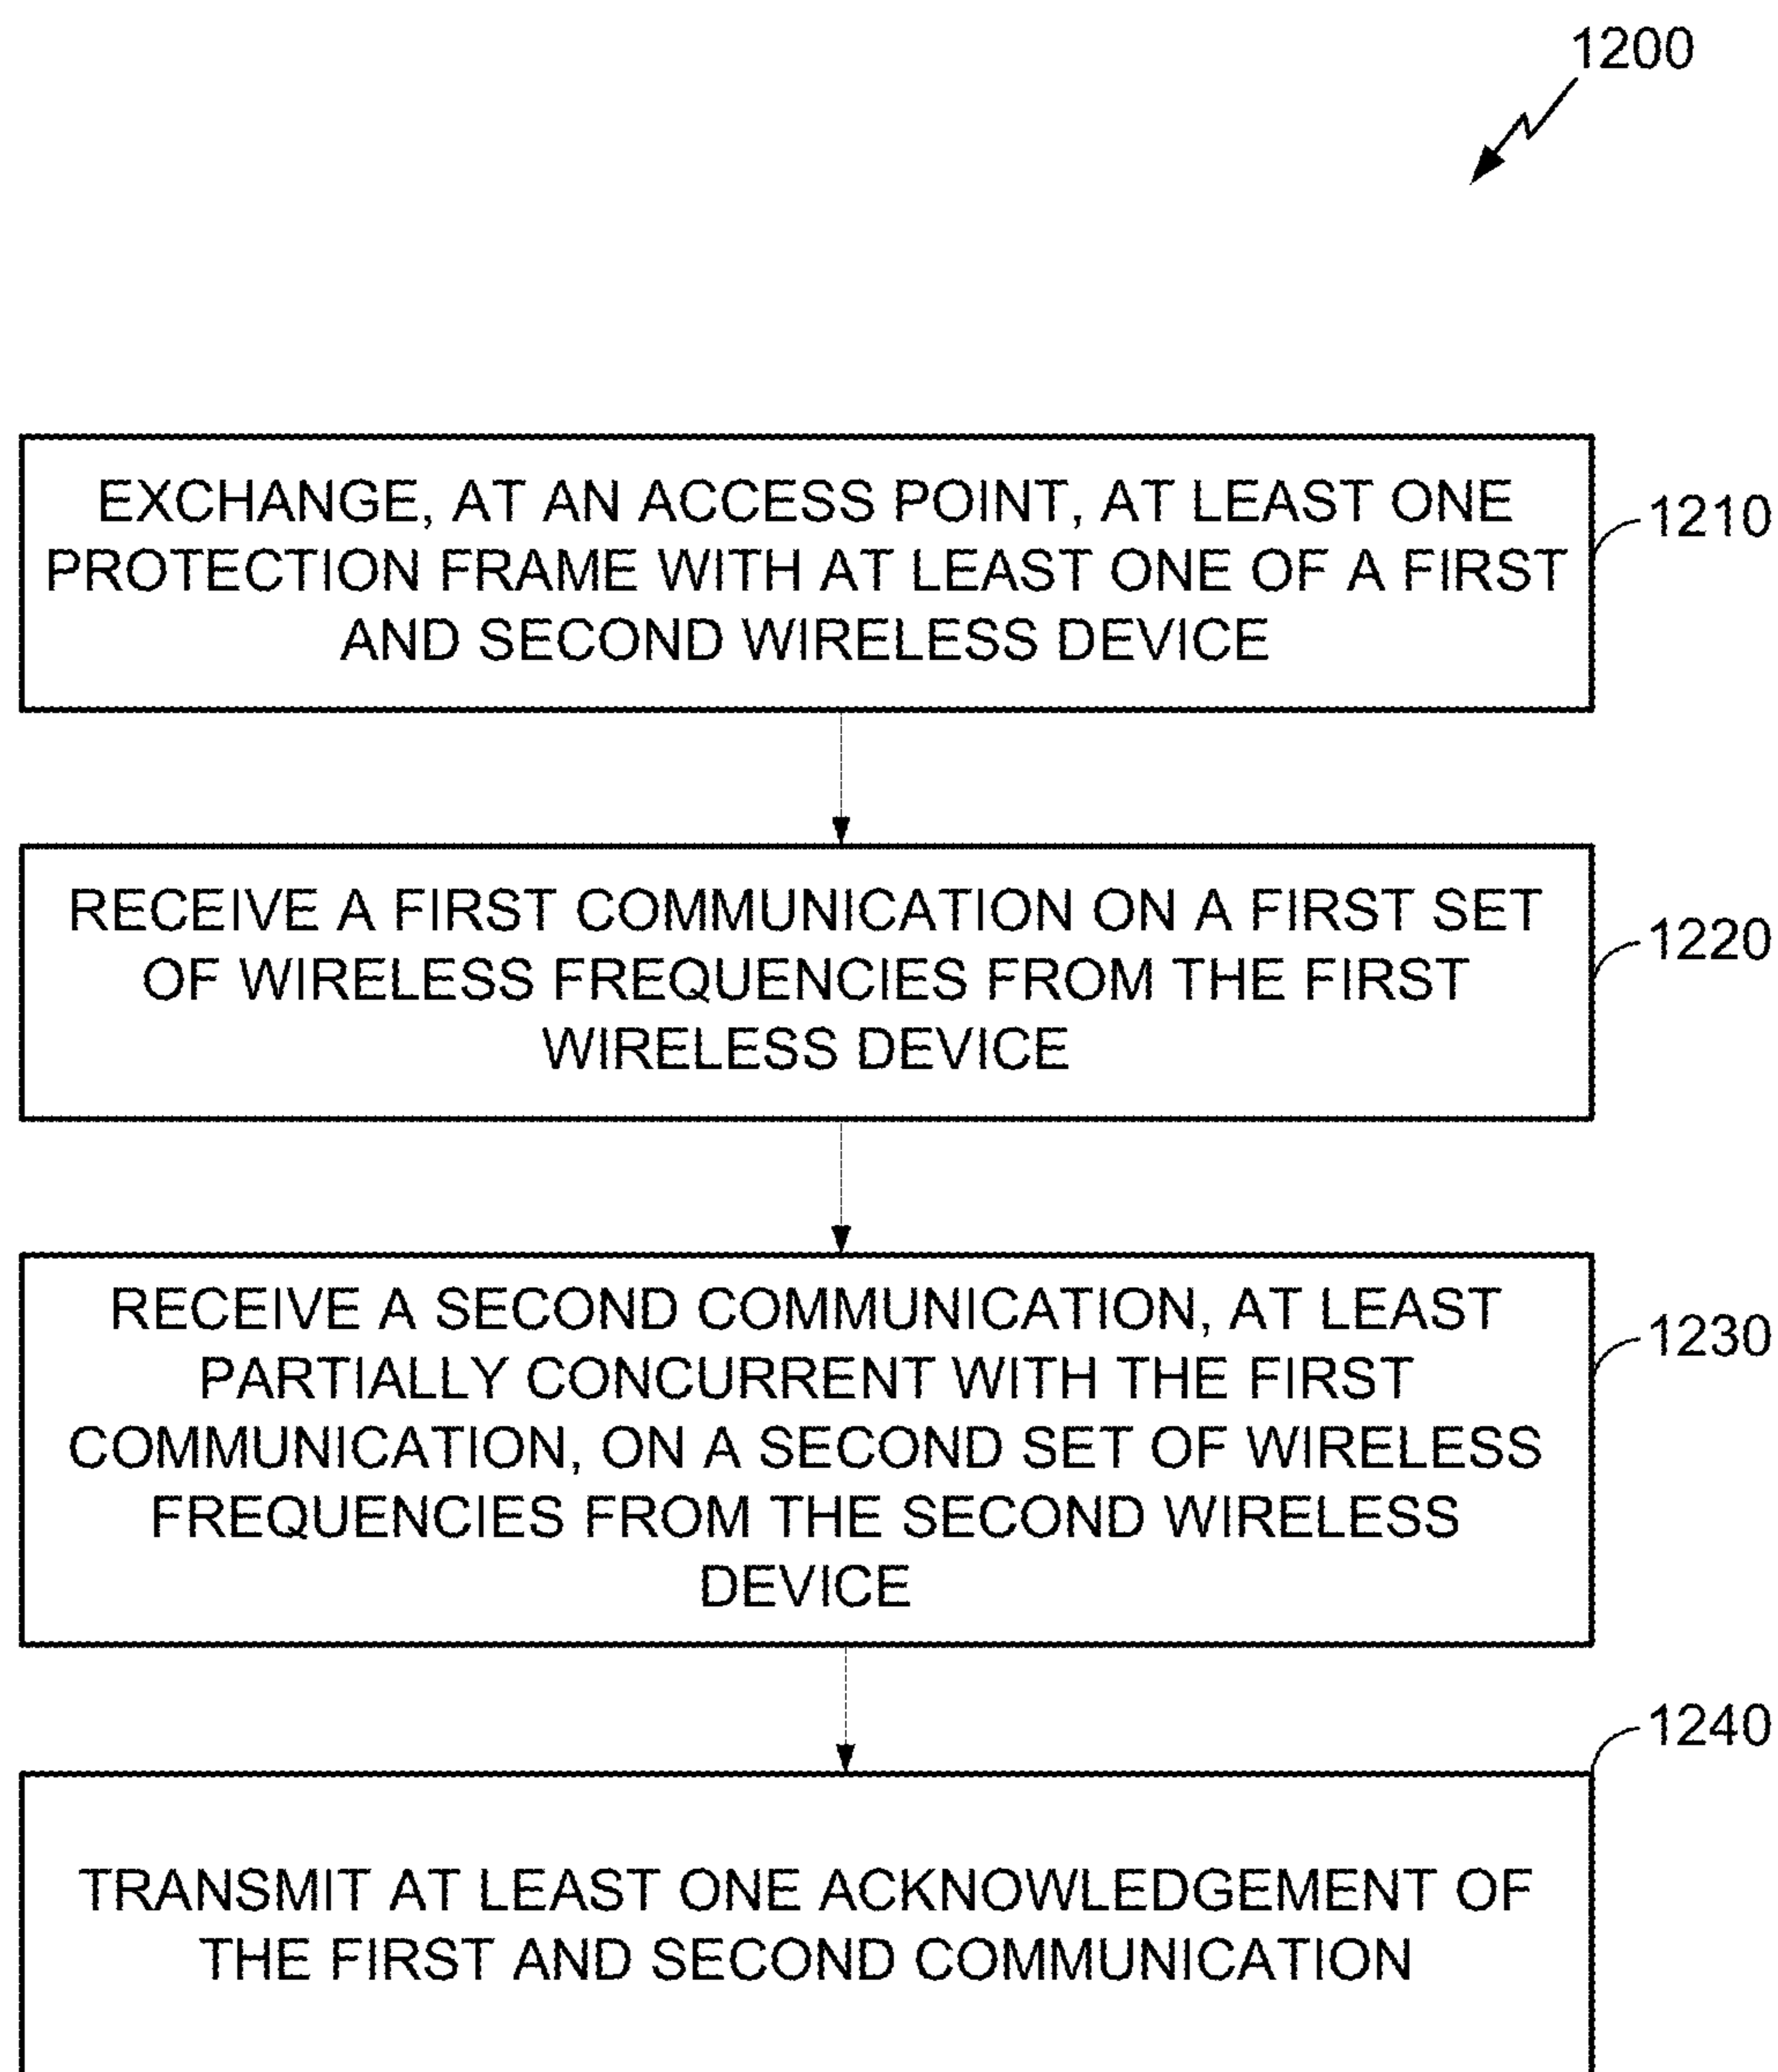 1200
EXCHANGE, AT AN ACCESS POINT, AT LEAST ONE
PROTECTION FRAME WITH AT LEAST ONE OF A FIRST
AND SECOND WIRELESS DEVICE
1210
RECEIVE A FIRST COMMUNICATION ON A FIRST SET
OF WIRELESS FREQUENCIES FROM THE FIRST
WIRELESS DEVICE
1220
RECEIVE A SECOND COMMUNICATION, AT LEAST
PARTIALLY CONCURRENT WITH THE FIRST
COMMUNICATION, ON A SECOND SET OF WIRELESS
FREQUENCIES FROM THE SECOND WIRELESS
DEVICE
1230
1240
TRANSMIT AT LEAST ONE ACKNOWLEDGEMENT OF
THE FIRST AND SECOND COMMUNICATION